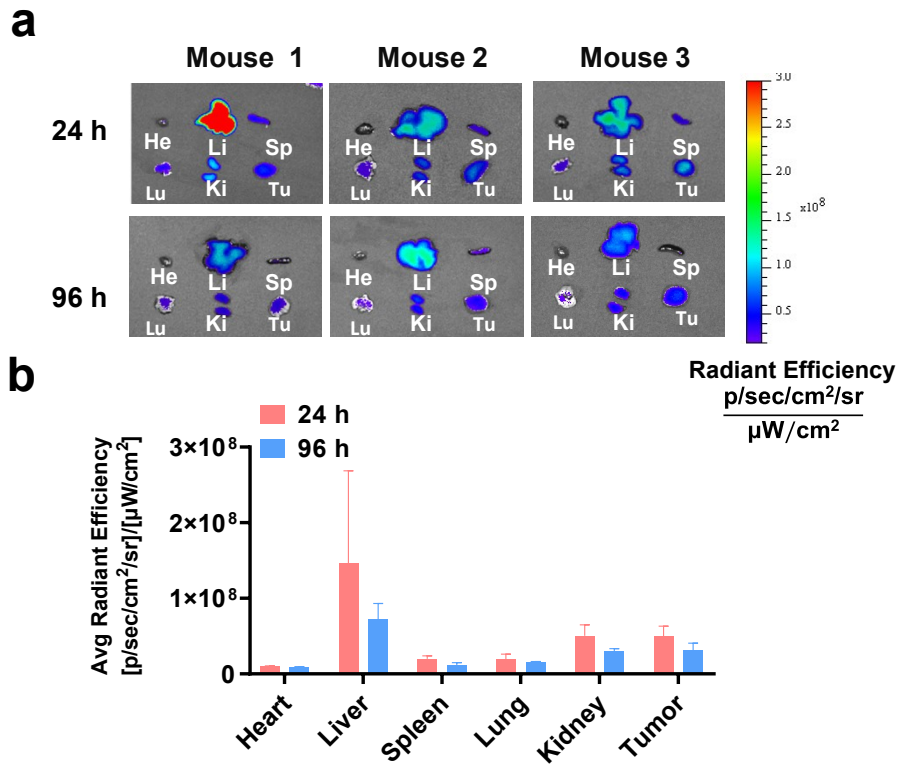 a
Mouse 1 Mouse 2 Mouse 3
24 h
He Li Sp
Lu Ki Tu
He Li Sp
Lu Ki Tu
He Li Sp
Lu Ki Tu
96 h
He Li Sp
Lu Ki Tu
He Li Sp
Lu Ki Tu
He Li Sp
Lu Ki Tu
3.0
2.5
2.0
1.5
x10⁸
1.0
0.5
Radiant Efficiency
p/sec/cm²/sr
µW/cm²
b
24 h
96 h
Avg Radiant Efficiency
[p/sec/cm²/sr]/[µW/cm²]
3×10⁸
2×10⁸
1×10⁸
0
Heart Liver Spleen Lung Kidney Tumor